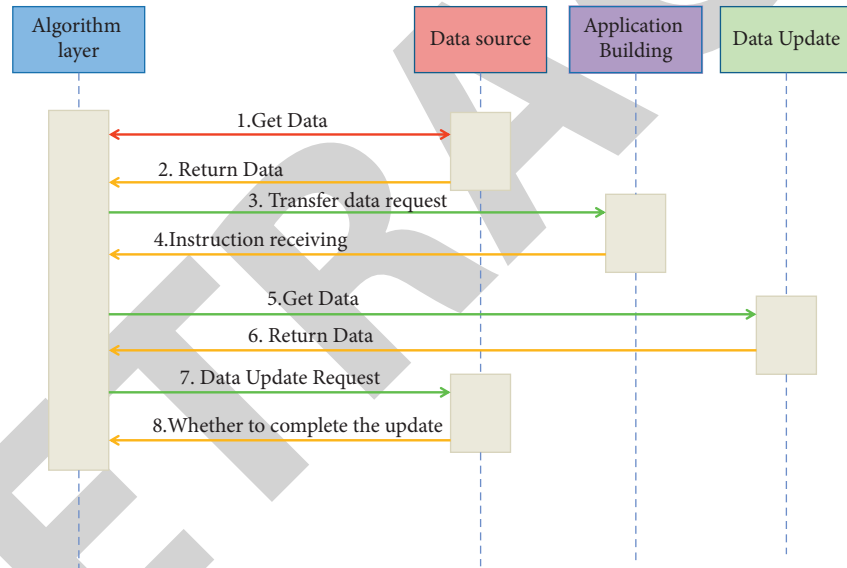 Algorithm
layer
Data source
Application
Building
Data Update
1.Get Data
2. Return Data
3. Transfer data request
4.Instruction receiving
5.Get Data
6. Return Data
7. Data Update Request
8.Whether to complete the update
ETRAC